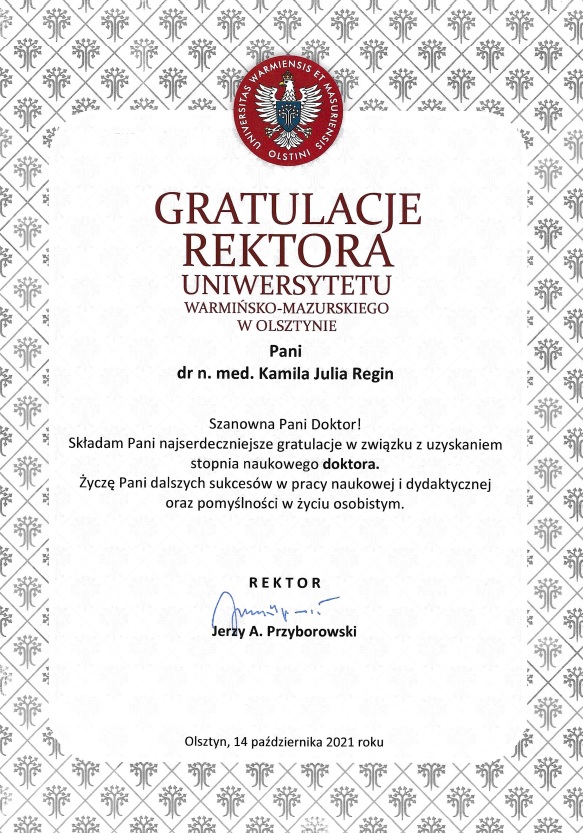 UNIVERSITAS WARMIENSIS ET MASURIENSIS
OLSTINI
GRATULACJE
REKTORA
UNIWERSYTETU
WARMIŃSKO-MAZURSKIEGO
W OLSZTYNIE
Pani
dr n. med. Kamila Julia Regin
Szanowna Pani Doktor!
Składam Pani najserdeczniejsze gratulacje w związku z uzyskaniem
stopnia naukowego doktora.
Życzę Pani dalszych sukcesów w pracy naukowej i dydaktycznej
oraz pomyślności w życiu osobistym.
REKTOR
Jerzy A. Przyborowski
Olsztyn, 14 października 2021 roku